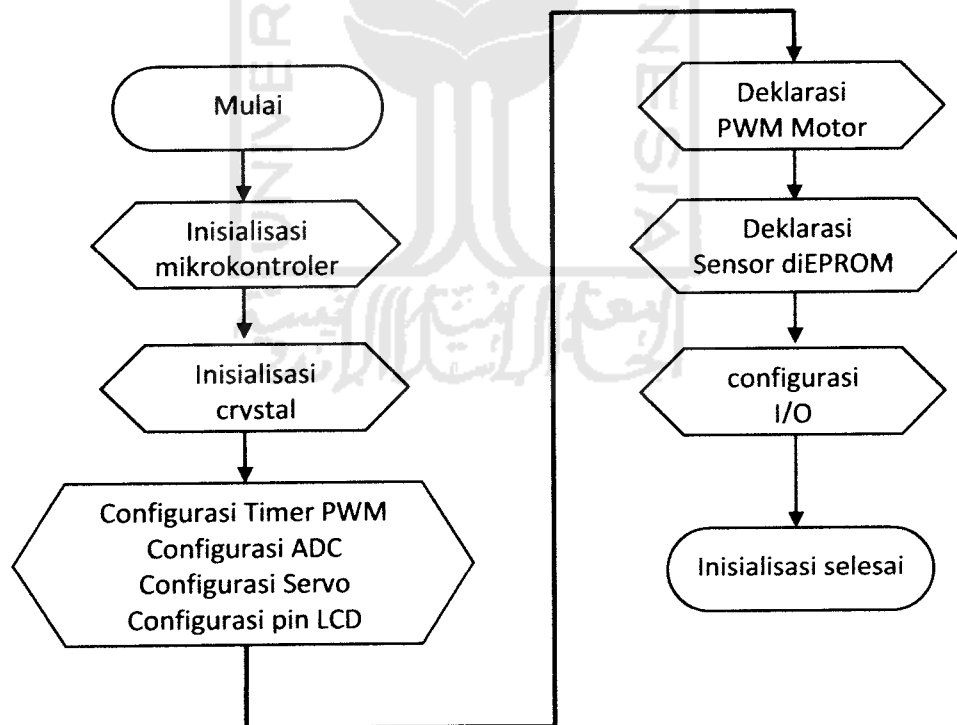 Mulai
Inisialisasi
mikrokontroler
Inisialisasi
crystal
Configurasi Timer PWM
Configurasi ADC
Configurasi Servo
Configurasi pin LCD
Deklarasi
PWM Motor
Deklarasi
Sensor diEPROM
configurasi
I/O
Inisialisasi selesai